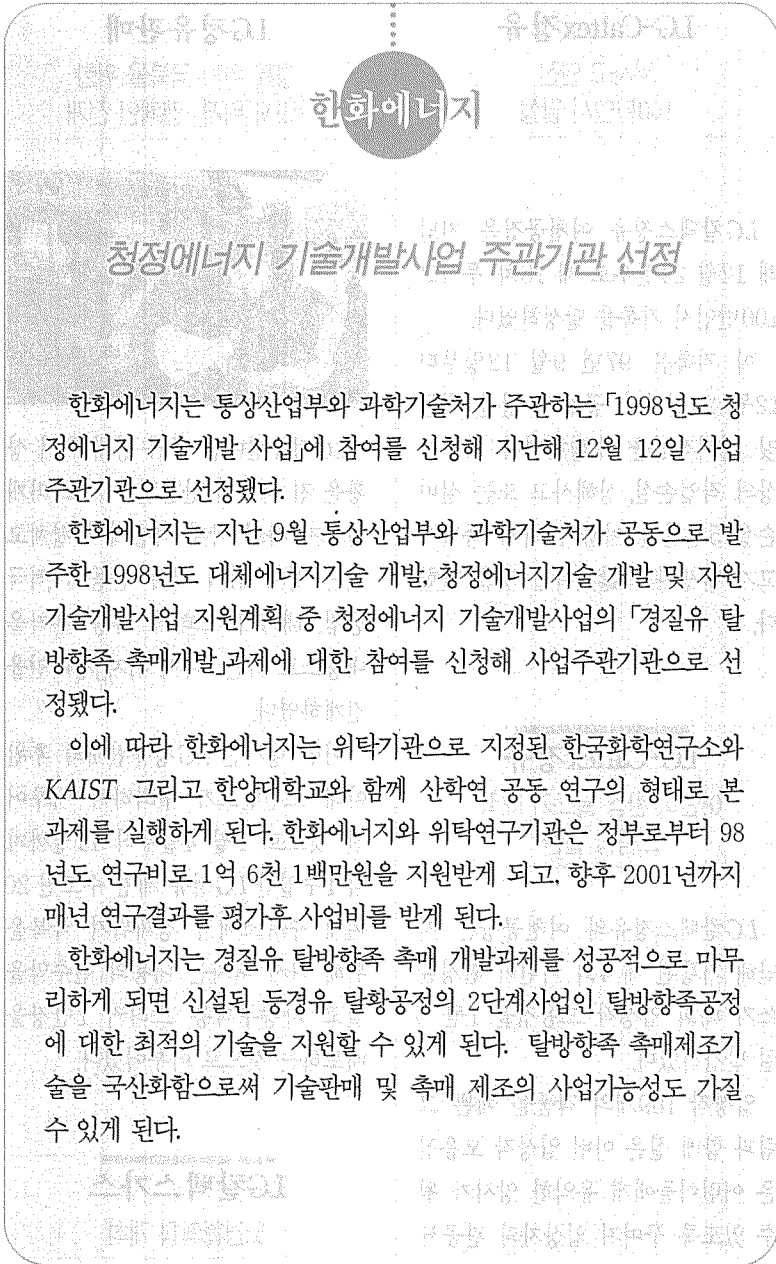 한화에너지
청정에너지 기술개발사업 주관기관 선정
한화에너지는 통상산업부와 과학기술처가 주관하는 「1998년도 청
정에너지 기술개발 사업」에 참여를 신청해 지난해 12월 12일 사업
주관기관으로 선정됐다.
한화에너지는 지난 9월 통상산업부와 과학기술처가 공동으로 발
주한 1998년도 대체에너지기술 개발, 청정에너지기술 개발 및 자원
기술개발사업 지원계획 중 청정에너지 기술개발사업의 「경질유 탈
방향족 촉매개발」과제에 대한 참여를 신청해 사업주관기관으로 선
정됐다.
이에 따라 한화에너지는 위탁기관으로 지정된 한국화학연구소와
KAIST, 그리고 한양대학교와 함께 산학연 공동 연구의 형태로 본
과제를 실행하게 된다. 한화에너지와 위탁연구기관은 정부로부터 98
년도 연구비로 1억 6천 1백만원을 지원받게 되고, 향후 2001년까지
매년 연구결과를 평가후 사업비를 받게 된다.
한화에너지는 경질유 탈방향족 촉매 개발과제를 성공적으로 마무
리하게 되면 신설된 등경유 탈황공정의 2단계사업인 탈방향족공정
에 대한 최적의 기술을 지원할 수 있게 된다. 탈방향족 촉매제조기
술을 국산화함으로써 기술판매 및 촉매 제조의 사업가능성도 가질
수 있게 된다.